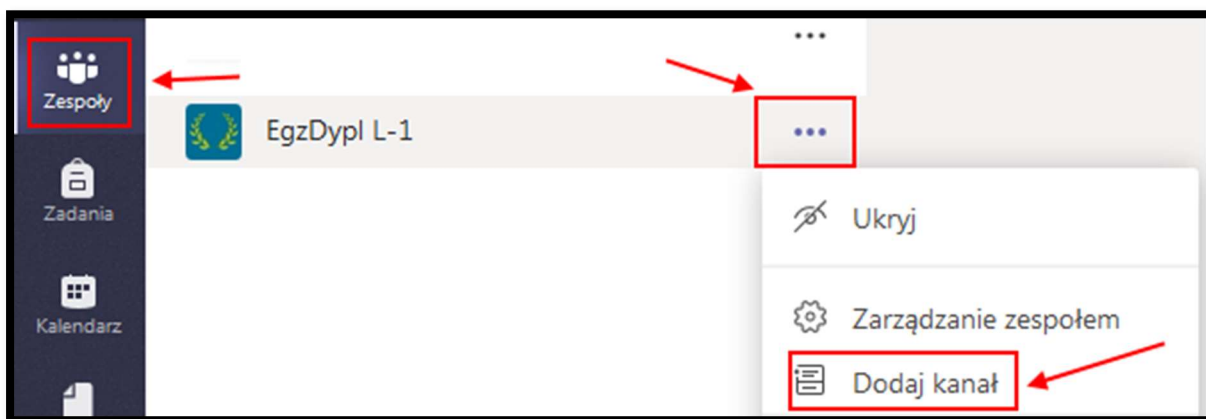 Zespoły
EgzDypl L-1
Zadania
Ukryj
Kalendarz
Zarządzanie zespołem
Dodaj kanał